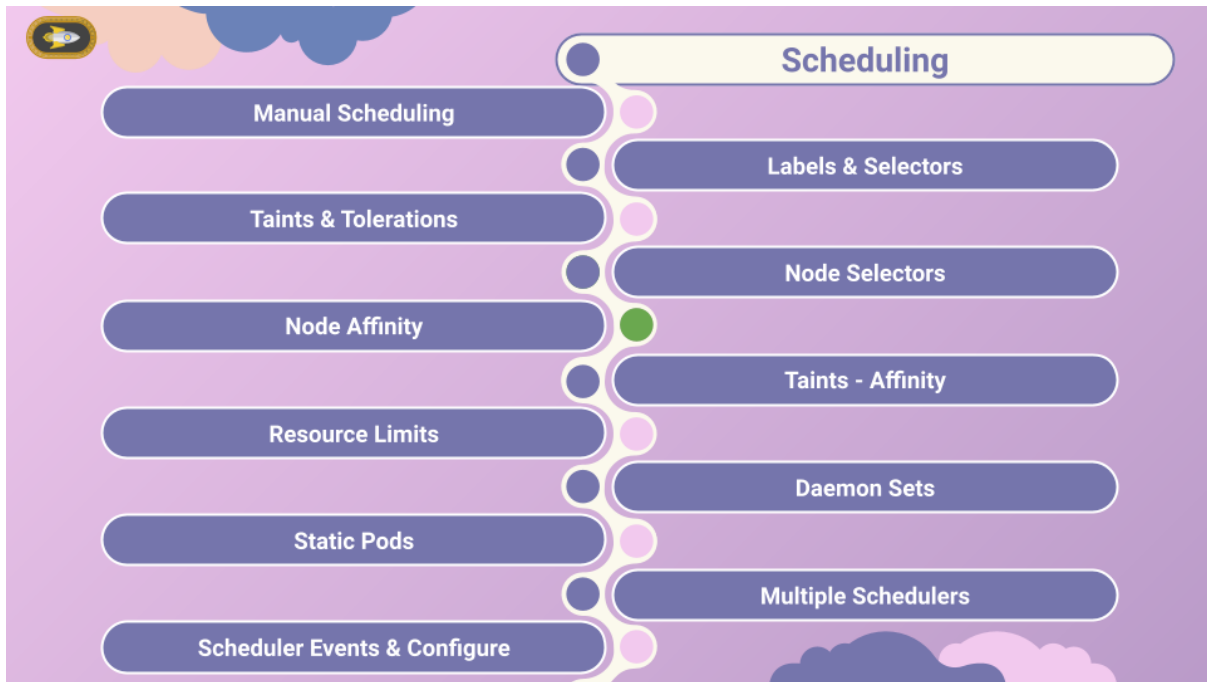 Scheduling
Manual Scheduling
Labels & Selectors
Taints & Tolerations
Node Selectors
Node Affinity
Taints - Affinity
Resource Limits
Daemon Sets
Static Pods
Multiple Schedulers
Scheduler Events & Configure